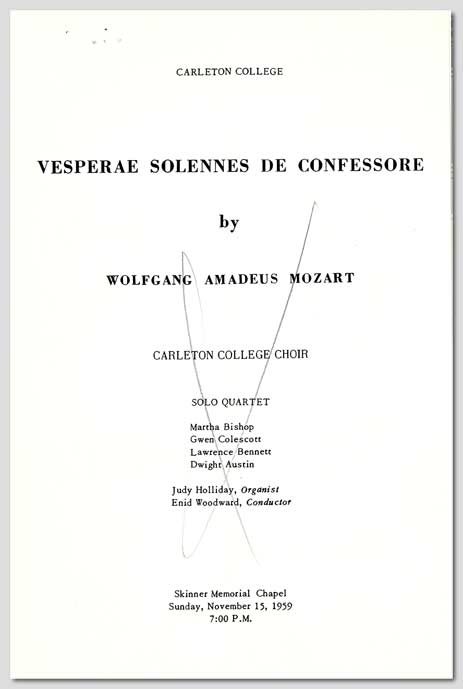 CARLETON COLLEGE
VESPERAE SOLENNES DE CONFESSORE
by
WOLFGANG AMADEUS MOZART
CARLETON COLLEGE CHOIR
SOLO QUARTET
Martha Bishop
Gwen Colescott
Lawrence Bennett
Dwight Austin
Judy Holliday, Organist
Enid Woodward, Conductor
Skinner Memorial Chapel
Sunday, November 15, 1959
7:00 P.M.